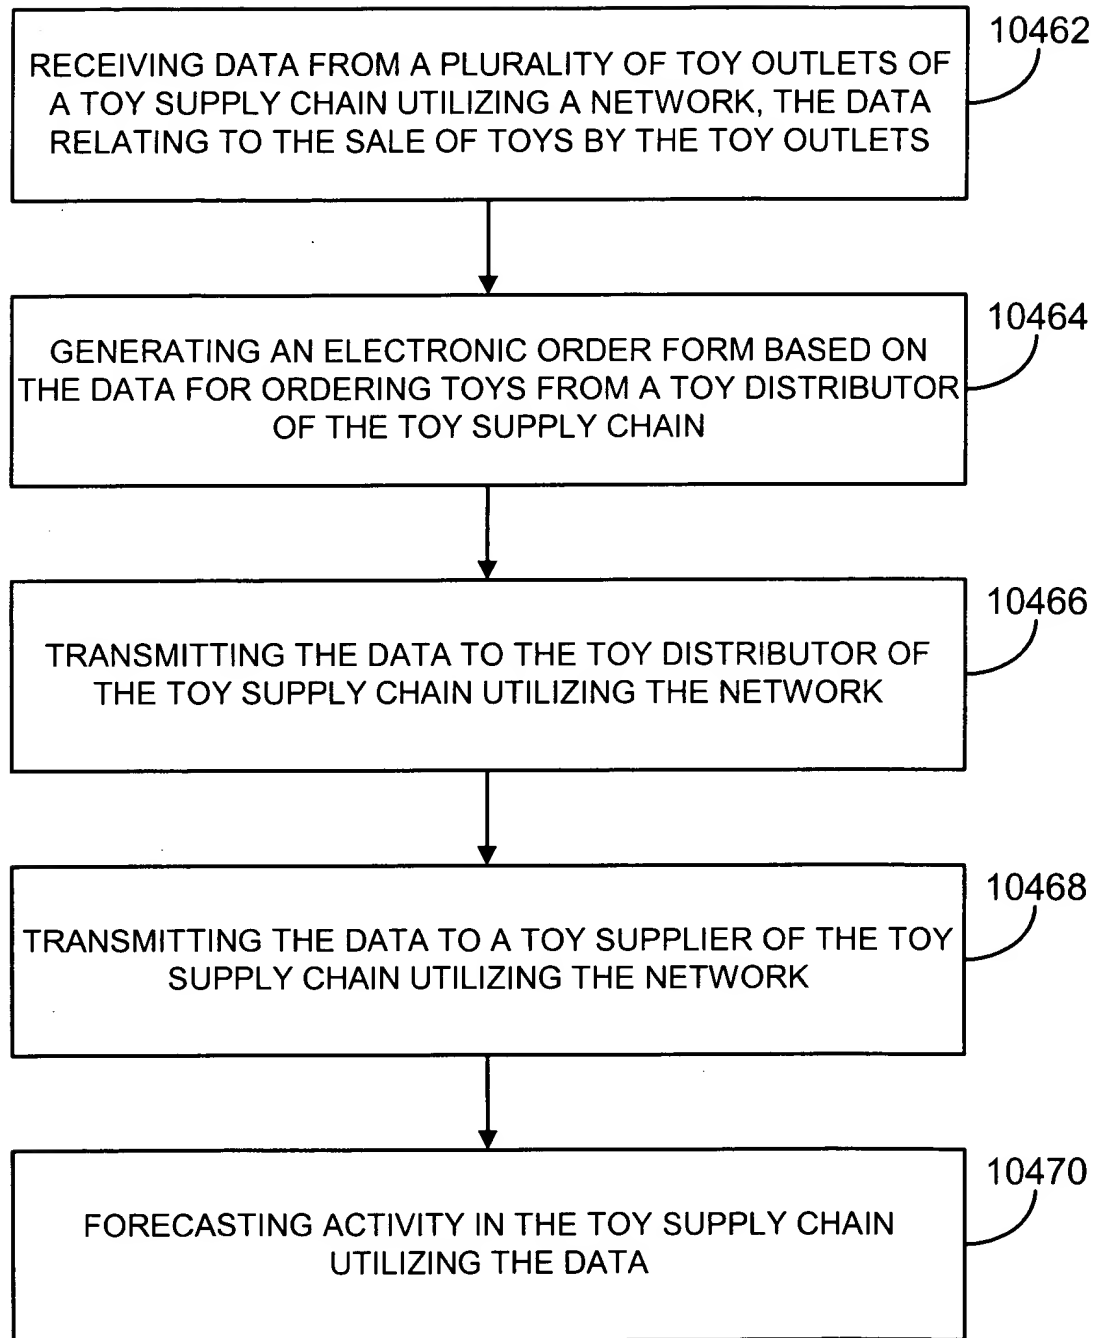 10462
RECEIVING DATA FROM A PLURALITY OF TOY OUTLETS OF
A TOY SUPPLY CHAIN UTILIZING A NETWORK, THE DATA
RELATING TO THE SALE OF TOYS BY THE TOY OUTLETS
10464
GENERATING AN ELECTRONIC ORDER FORM BASED ON
THE DATA FOR ORDERING TOYS FROM A TOY DISTRIBUTOR
OF THE TOY SUPPLY CHAIN
10466
TRANSMITTING THE DATA TO THE TOY DISTRIBUTOR OF
THE TOY SUPPLY CHAIN UTILIZING THE NETWORK
10468
TRANSMITTING THE DATA TO A TOY SUPPLIER OF THE TOY
SUPPLY CHAIN UTILIZING THE NETWORK
10470
FORECASTING ACTIVITY IN THE TOY SUPPLY CHAIN
UTILIZING THE DATA